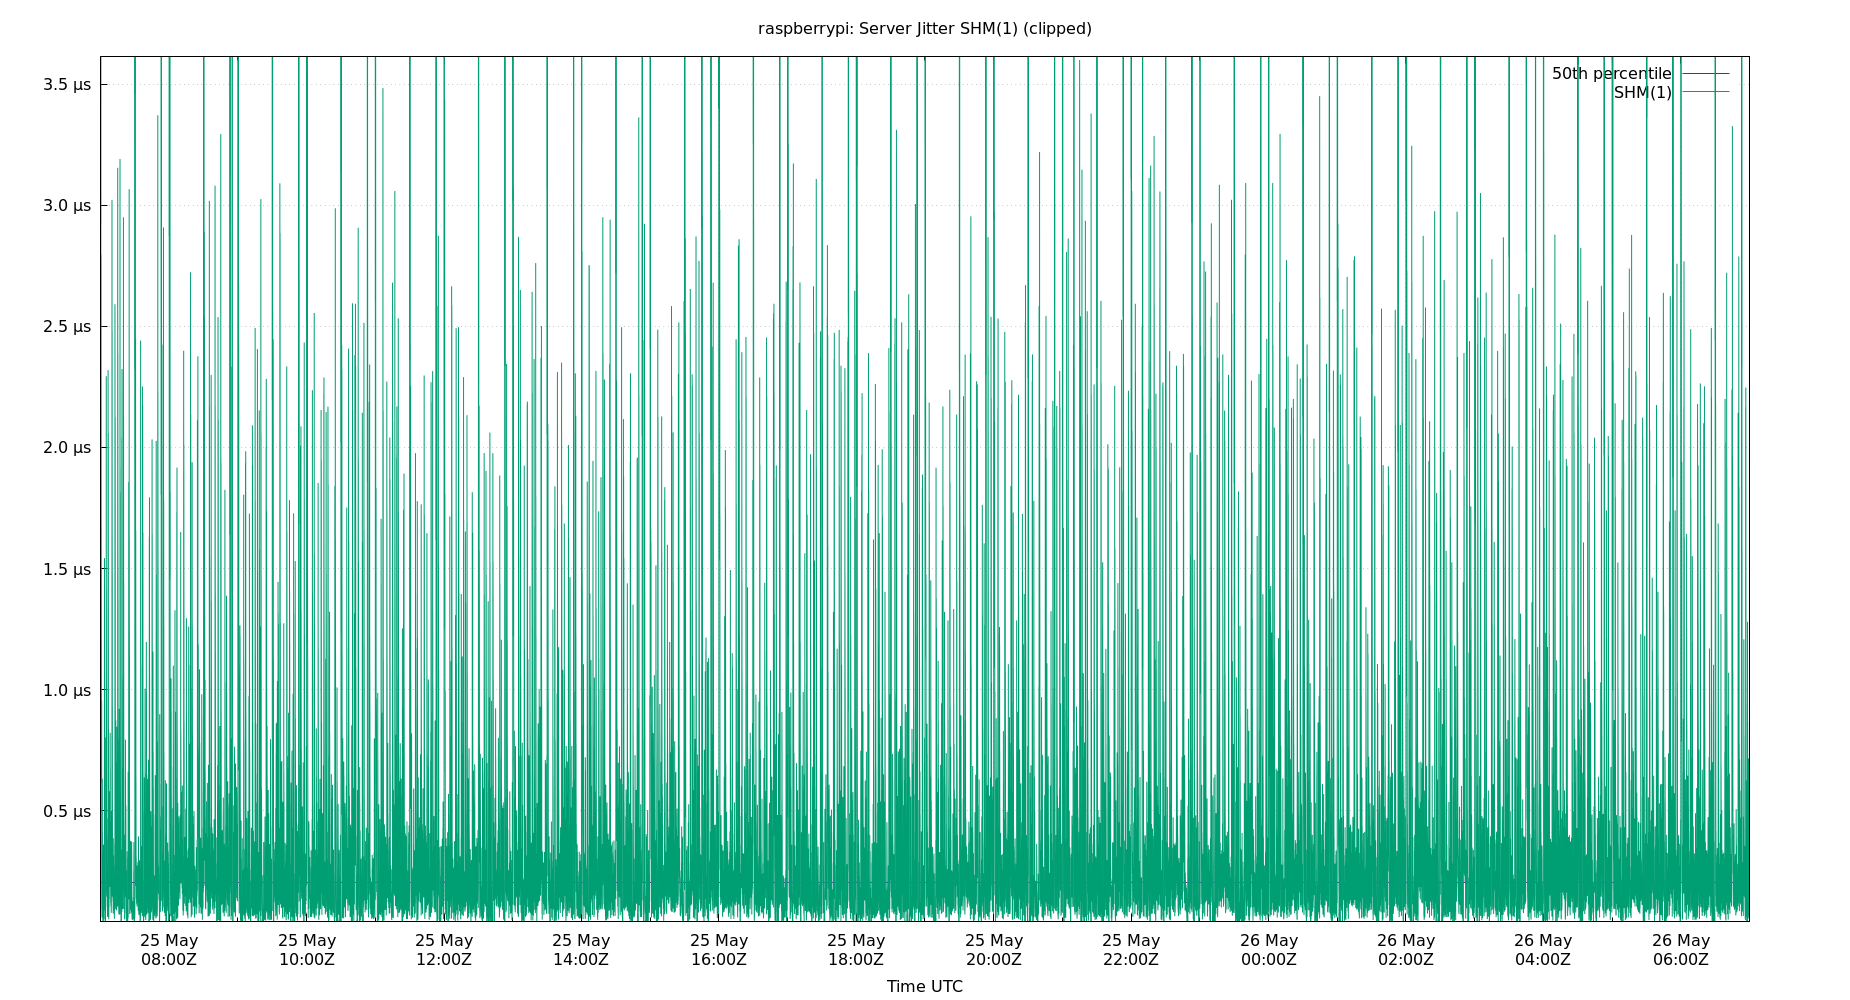 raspberrypi: Server Jitter SHM(1) (clipped)
50th percentile
SHM(1)
3.5 µs
3.0 µs
2.5 µs
2.0 µs
1.5 µs
1.0 µs
0.5 µs
25 May 25 May 25 May 25 May 25 May 25 May 25 May 25 May 26 May 26 May 26 May 26 May
08:00Z 10:00Z 12:00Z 14:00Z 16:00Z 18:00Z 20:00Z 22:00Z 00:00Z 02:00Z 04:00Z 06:00Z
Time UTC